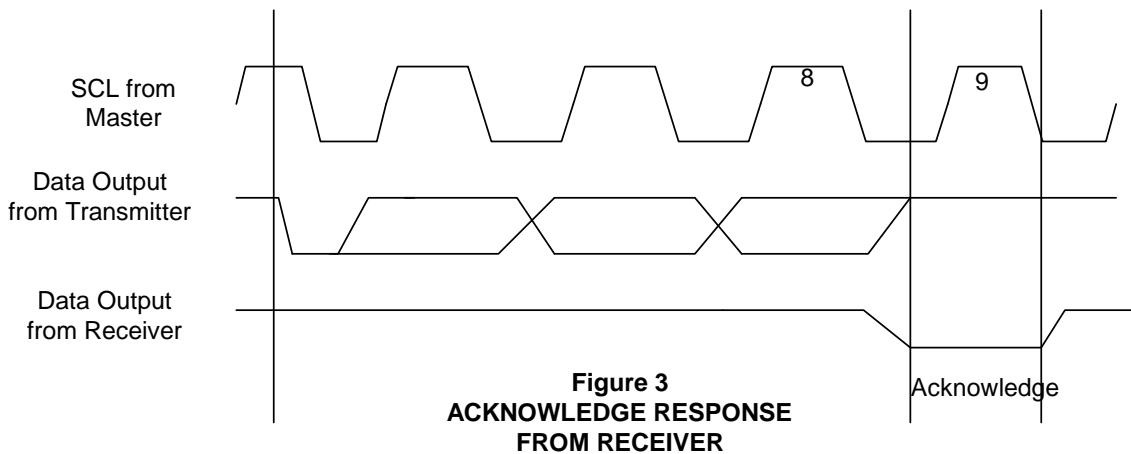 8
9
SCL from
Master
Data Output
from Transmitter
Data Output
from Receiver
Acknowledge
Figure 3
ACKNOWLEDGE RESPONSE
FROM RECEIVER